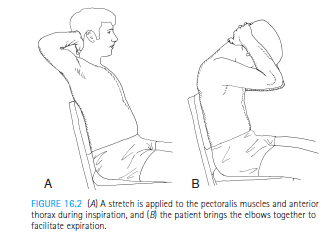 A
B
FIGURE 16.2 (A) A stretch is applied to the pectoralis muscles and anterior
thorax during inspiration, and (B) the patient brings the elbows together to
facilitate expiration.